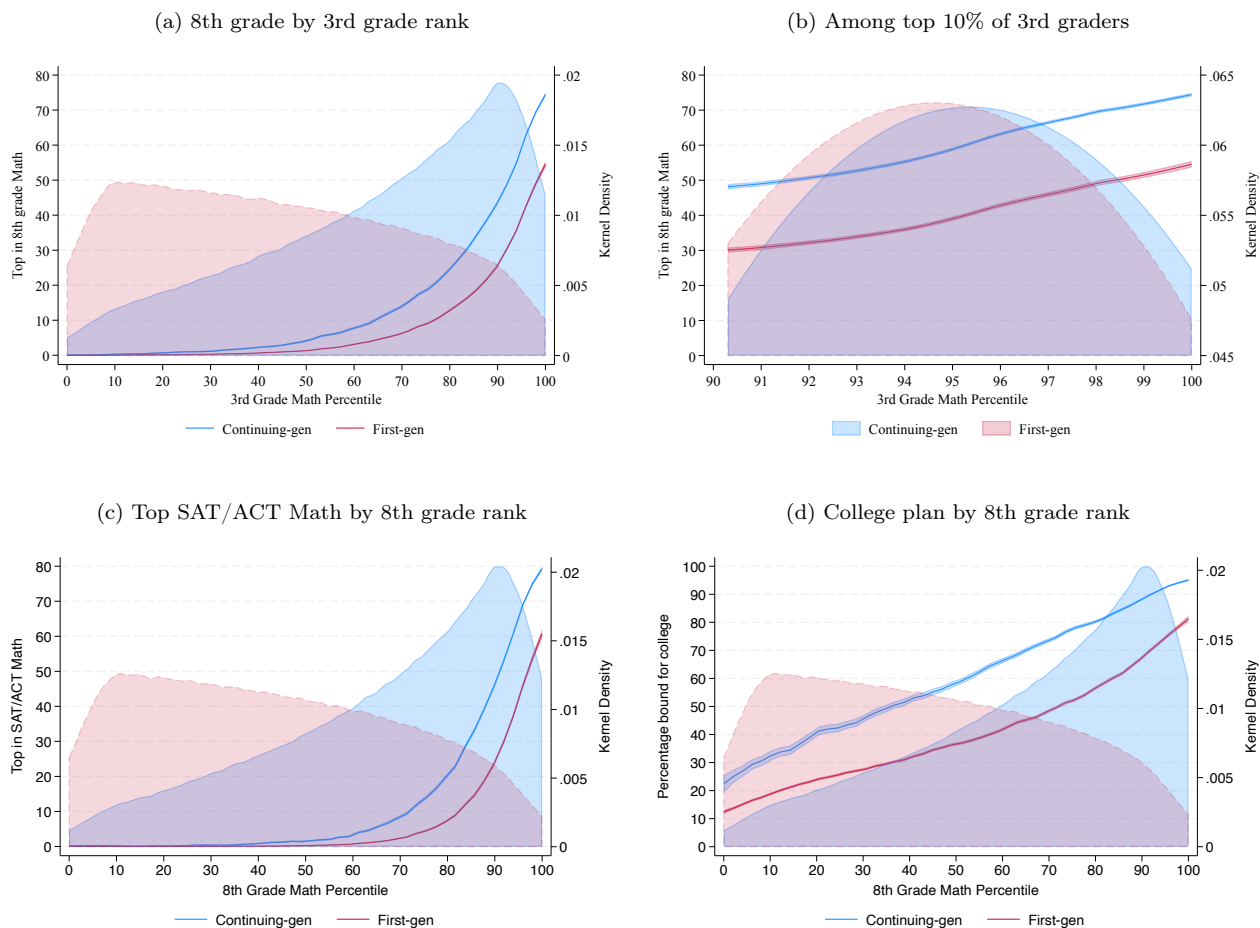 (a) 8th grade by 3rd grade rank
80
70
60
50
40
30
20
10
0
Top in 8th grade Math
.02
.015
.01
.005
0
Kernel Density
0 10 20 30 40 50 60 70 80 90 100
3rd Grade Math Percentile
Continuing-gen First-gen
(b) Among top 10% of 3rd graders
80
70
60
50
40
30
20
10
0
Top in 8th grade Math
.065
.06
.055
.05
.045
Kernel Density
90 91 92 93 94 95 96 97 98 99 100
3rd Grade Math Percentile
Continuing-gen First-gen
(c) Top SAT/ACT Math by 8th grade rank
80
70
60
50
40
30
20
10
0
Top in SAT/ACT Math
.02
.015
.01
.005
0
Kernel Density
0 10 20 30 40 50 60 70 80 90 100
8th Grade Math Percentile
Continuing-gen First-gen
(d) College plan by 8th grade rank
100
90
80
70
60
50
40
30
20
10
0
Percentage bound for college
.02
.015
.01
.005
0
Kernel Density
0 10 20 30 40 50 60 70 80 90 100
8th Grade Math Percentile
Continuing-gen First-gen